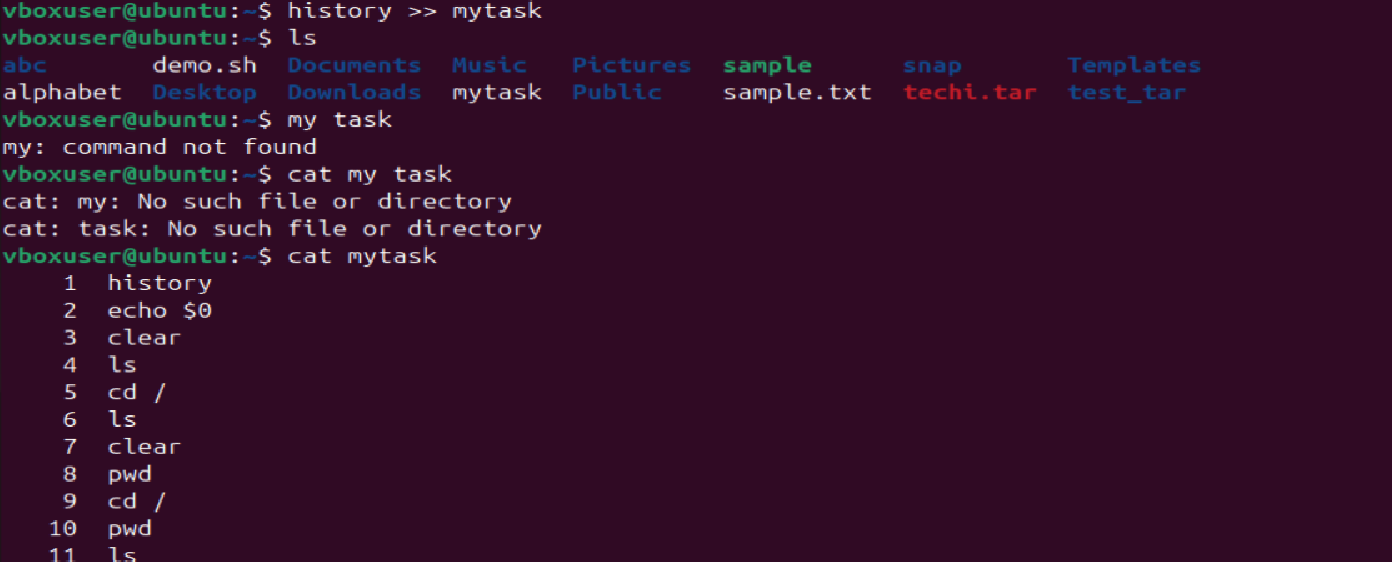 vboxuser@ubuntu:~$ history >> mytask
vboxuser@ubuntu:~$ ls
abc demo.sh Documents Music Pictures sample snap Templates
alphabet Desktop Downloads mytask Public sample.txt techi.tar test_tar
vboxuser@ubuntu:~$ my task
my: command not found
vboxuser@ubuntu:~$ cat my task
cat: my: No such file or directory
cat: task: No such file or directory
vboxuser@ubuntu:~$ cat mytask
1 history
2 echo $0
3 clear
4 ls
5 cd /
6 ls
7 clear
8 pwd
9 cd /
10 pwd
11 ls